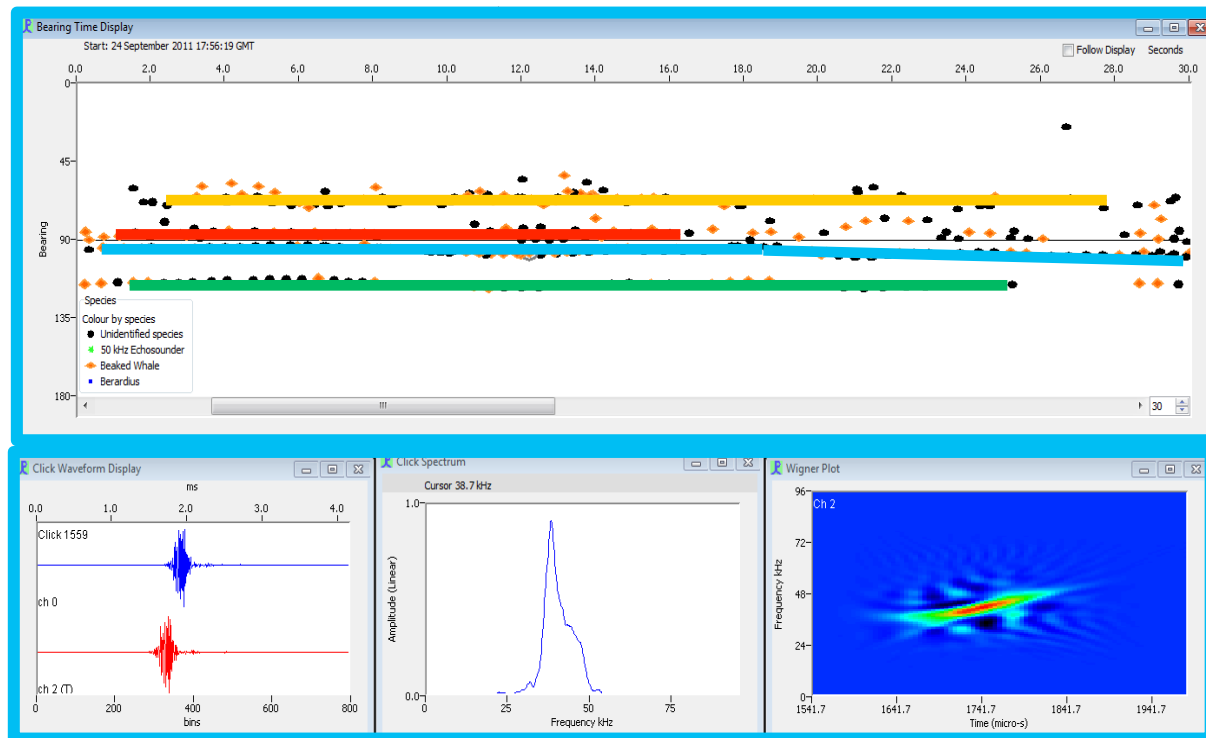 Bearing Time Display
Start: 24 September 2011 17:56:19 GMT
Follow Display Seconds
0.0 2.0 4.0 6.0 8.0 10.0 12.0 14.0 16.0 18.0 20.0 22.0 24.0 26.0 28.0 30.0
0
45
Bearing
90
135
180
Species
Colour by species
Unidentified species
50 kHz Echosounder
Beaked Whale
Berardius
30
Click Waveform Display
ms
0.0 1.0 2.0 3.0 4.0
Click 1559
ch 0
ch 2 (T)
0 200 400 600 800
bins
Click Spectrum
Cursor 38.7 kHz
1.0
Amplitude (Linear)
0.0
0 25 50 75
Frequency kHz
Wigner Plot
Ch 2
96
72
Frequency kHz
48
24
0
1541.7 1641.7 1741.7 1841.7 1941.7
Time (micro-s)